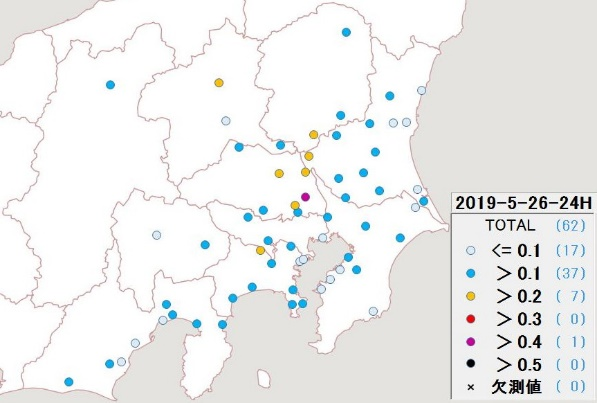 2019-5-26-24H
TOTAL (62)
<= 0.1 (17)
＞ 0.1 (37)
＞ 0.2 ( 7)
＞ 0.3 ( 0)
＞ 0.4 ( 1)
＞ 0.5 ( 0)
× 欠測値 ( 0)